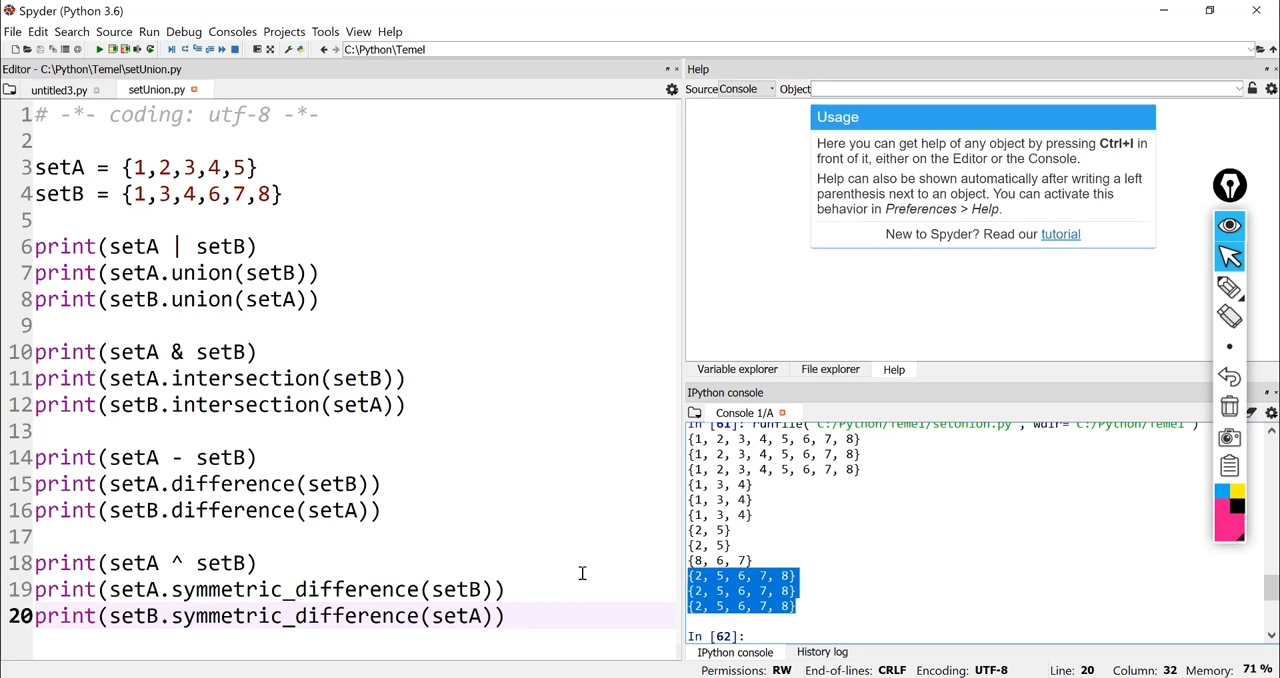 Spyder (Python 3.6)
File Edit Search Source Run Debug Consoles Projects Tools View Help
C:\Python\Temel
Editor - C:\Python\Temel\setUnion.py
untitled3.py setUnion.py
1 # -*- coding: utf-8 -*-
2
3 setA = {1,2,3,4,5}
4 setB = {1,3,4,6,7,8}
5
6 print(setA | setB)
7 print(setA.union(setB))
8 print(setB.union(setA))
9
10 print(setA & setB)
11 print(setA.intersection(setB))
12 print(setB.intersection(setA))
13
14 print(setA - setB)
15 print(setA.difference(setB))
16 print(setB.difference(setA))
17
18 print(setA ^ setB)
19 print(setA.symmetric_difference(setB))
20 print(setB.symmetric_difference(setA))
Help
Source Console Object
Usage
Here you can get help of any object by pressing Ctrl+I in
front of it, either on the Editor or the Console.
Help can also be shown automatically after writing a left
parenthesis next to an object. You can activate this
behavior in Preferences > Help.
New to Spyder? Read our tutorial
Variable explorer File explorer Help
IPython console
Console 1/A
In [61]: runfile('C:/Python/Temel/setUnion.py', wdir='C:/Python/Temel')
{1, 2, 3, 4, 5, 6, 7, 8}
{1, 2, 3, 4, 5, 6, 7, 8}
{1, 2, 3, 4, 5, 6, 7, 8}
{1, 3, 4}
{1, 3, 4}
{1, 3, 4}
{2, 5}
{2, 5}
{8, 6, 7}
{2, 5, 6, 7, 8}
{2, 5, 6, 7, 8}
{2, 5, 6, 7, 8}
In [62]:
IPython console History log
Permissions: RW End-of-lines: CRLF Encoding: UTF-8 Line: 20 Column: 32 Memory: 71 %